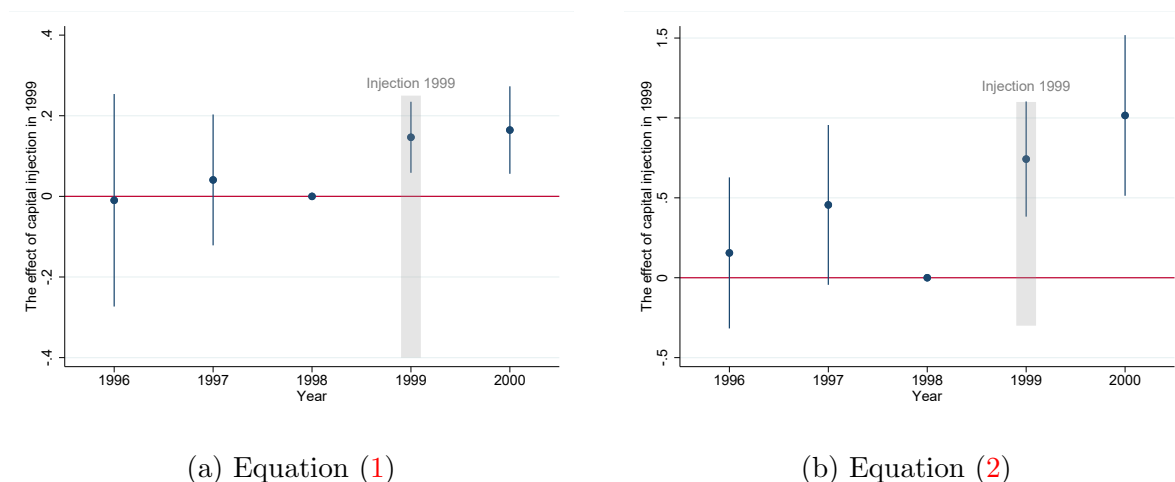 The effect of capital injection in 1999
.4
.2
0
-.2
-.4
Injection 1999
1996 1997 1998 1999 2000
Year
(a) Equation (1)
The effect of capital injection in 1999
1.5
1
.5
0
-.5
Injection 1999
1996 1997 1998 1999 2000
Year
(b) Equation (2)